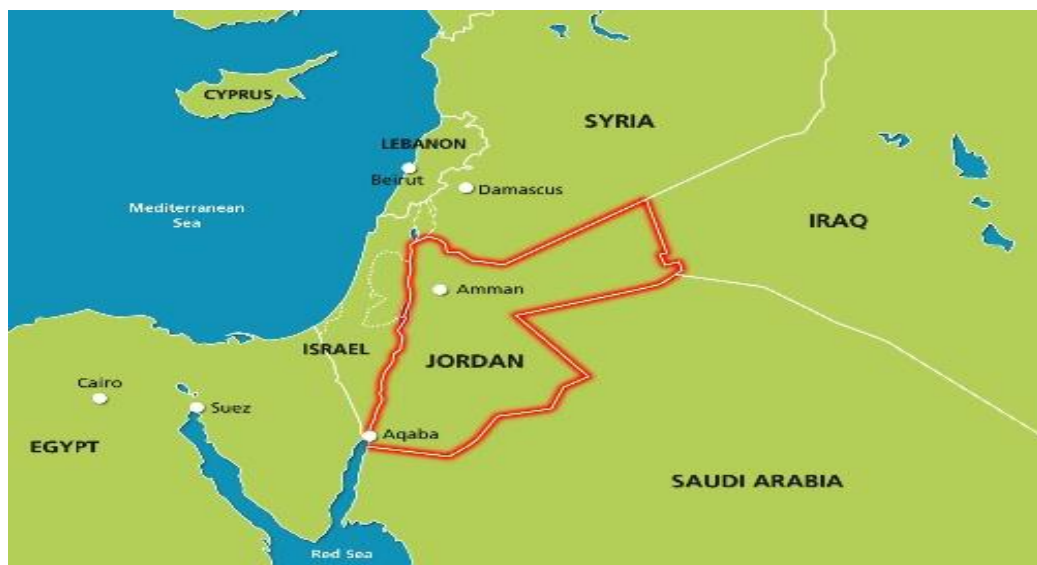 CYPRUS
SYRIA
LEBANON
Beirut
Damascus
Mediterranean
Sea
IRAQ
Amman
ISRAEL
JORDAN
Cairo
Suez
Aqaba
EGYPT
SAUDI ARABIA
Red Sea